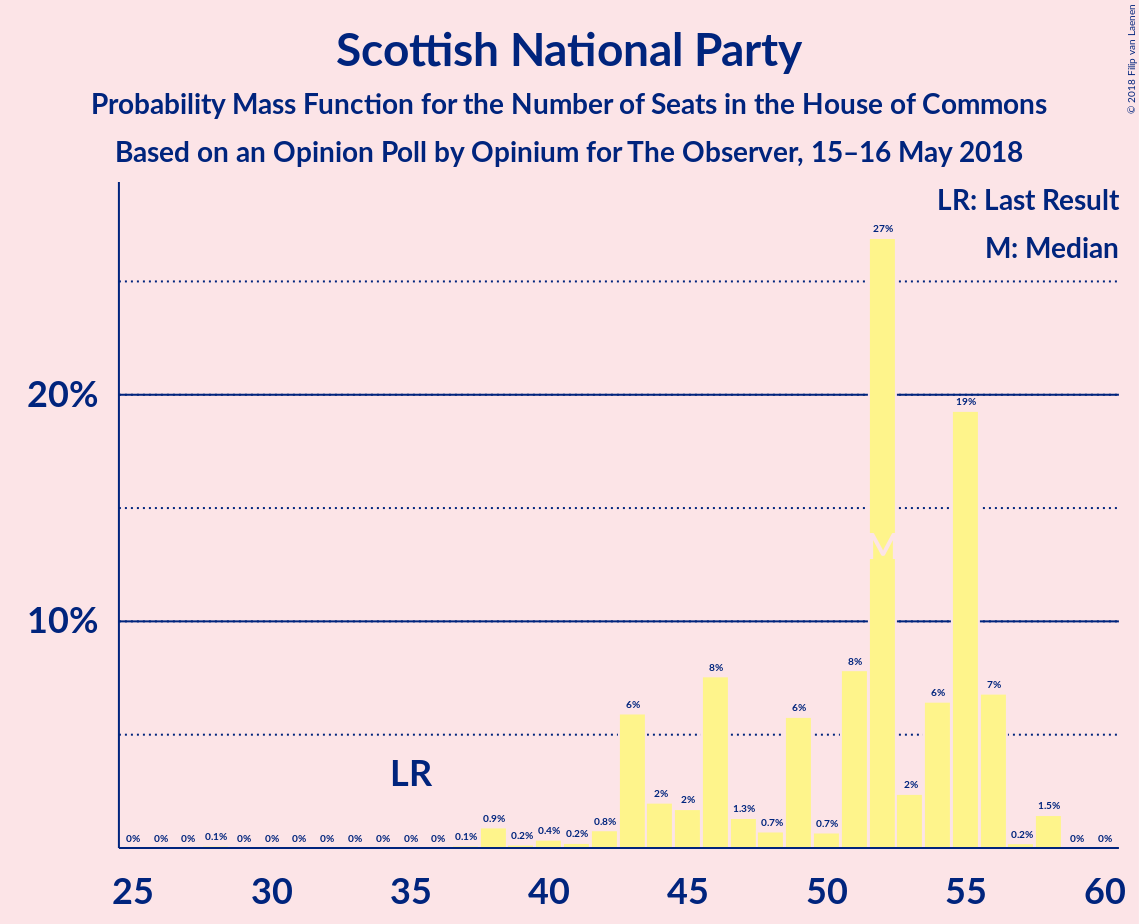 Scottish National Party
Probability Mass Function for the Number of Seats in the House of Commons
Based on an Opinion Poll by Opinium for The Observer, 15–16 May 2018
© 2018 Filip van Laenen
LR: Last Result
M: Median
27%
20%
19%
10%
8%
8%
7%
6%
6%
6%
LR
2%
2%
2%
1.3%
1.5%
0% 0% 0% 0.1% 0% 0% 0% 0% 0% 0% 0% 0% 0.1% 0.9% 0.2% 0.4% 0.2% 0.8% 0.7% 0.7% 0.2% 0% 0%
M
25 30 35 40 45 50 55 60